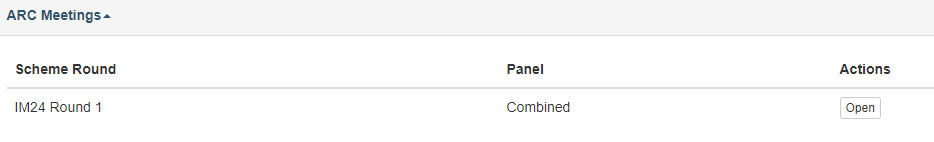 ARC Meetings
Scheme Round Panel Actions
IM24 Round 1 Combined Open